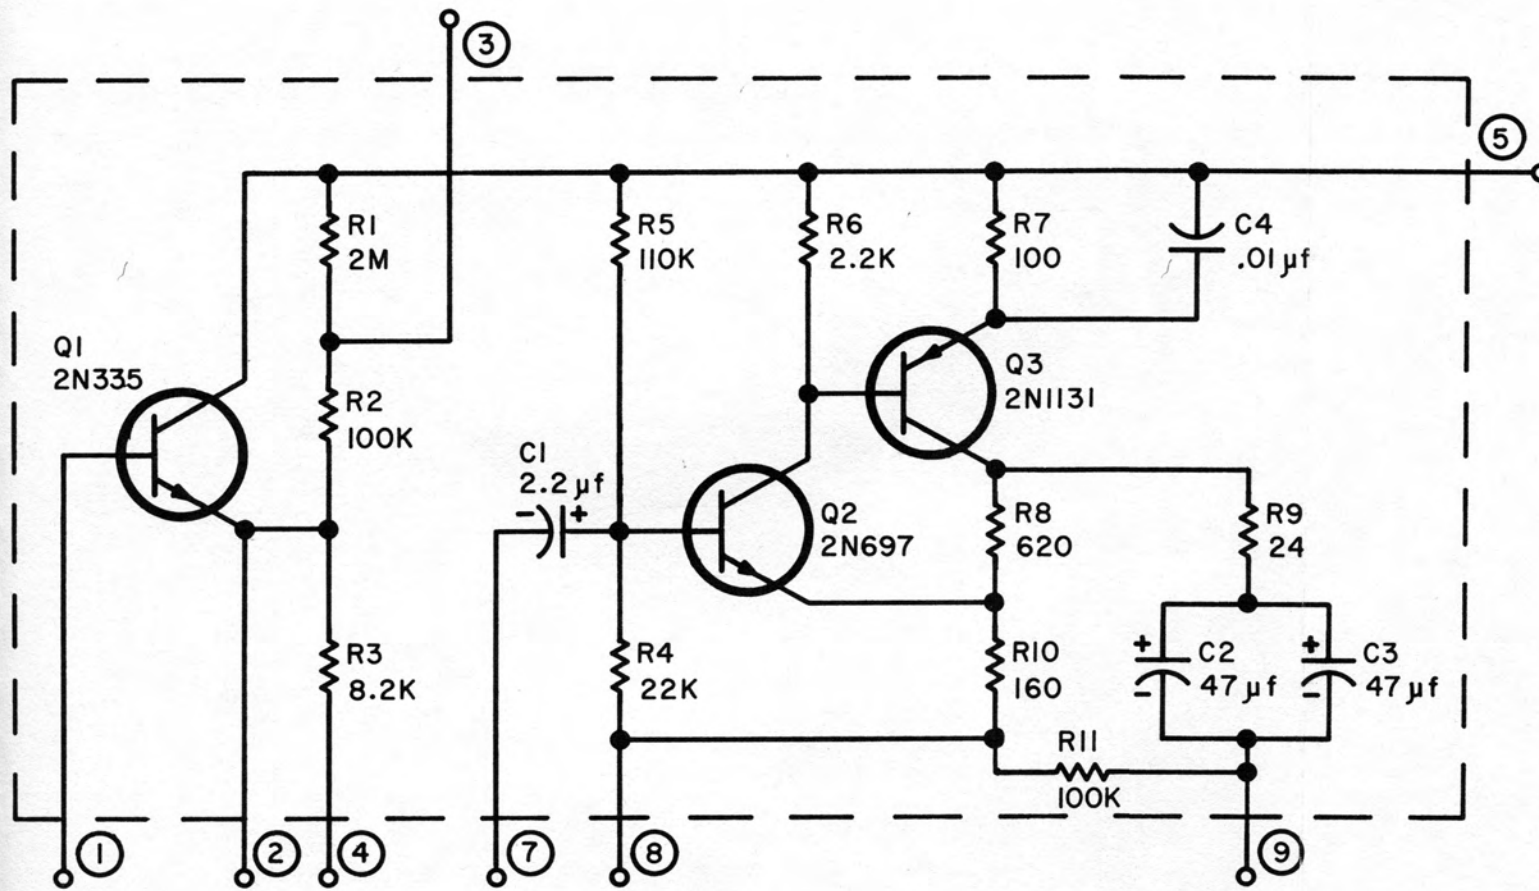 3
5
R1
2M
R5
110K
R6
2.2K
R7
100
C4
.01 µf
Q1
2N335
R2
100K
Q3
2N1131
C1
2.2 µf
- +
Q2
2N697
R8
620
R9
24
R3
8.2K
R4
22K
R10
160
+
-
C2
47 µf
+
-
C3
47 µf
R11
100K
1
2
4
7
8
9